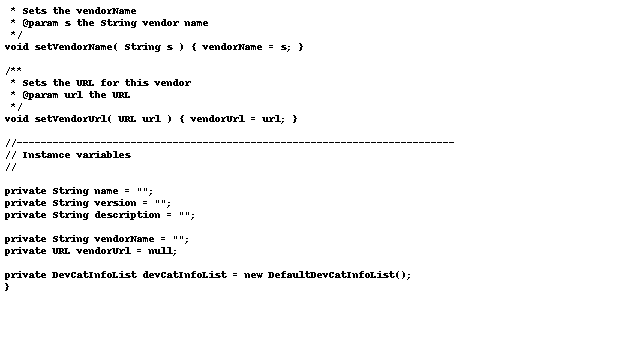 * Sets the vendorName
 * @param s the String vendor name
 */
void setVendorName( String s ) { vendorName = s; }

/**
 * Sets the URL for this vendor
 * @param url the URL
 */
void setVendorUrl( URL url ) { vendorUrl = url; }

//-------------------------------------------------------------------------
// Instance variables
//

private String name = "";
private String version = "";
private String description = "";

private String vendorName = "";
private URL vendorUrl = null;

private DevCatInfoList devCatInfoList = new DefaultDevCatInfoList();
}